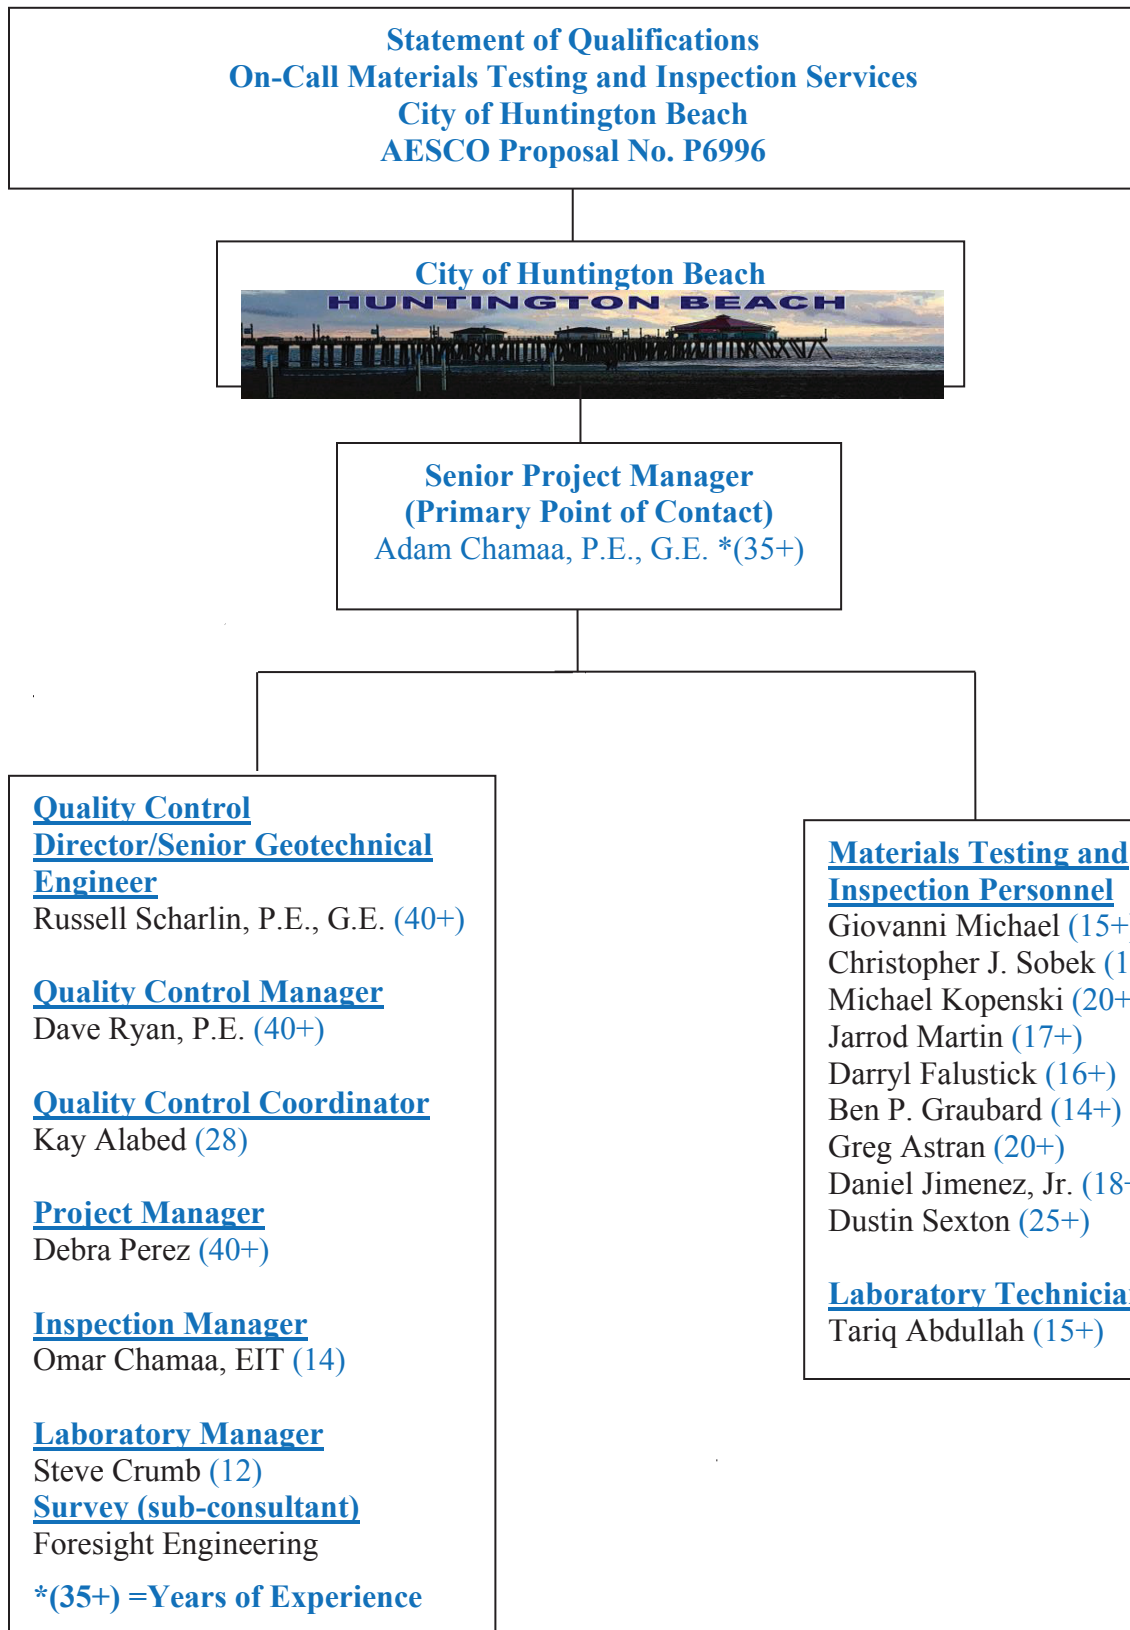 Statement of Qualifications
On-Call Materials Testing and Inspection Services
City of Huntington Beach
AESCO Proposal No. P6996
City of Huntington Beach
HUNTINGTON BEACH
Senior Project Manager
(Primary Point of Contact)
Adam Chamaa, P.E., G.E. *(35+)
Quality Control
Director/Senior Geotechnical
Engineer
Russell Scharlin, P.E., G.E. (40+)
Quality Control Manager
Dave Ryan, P.E. (40+)
Quality Control Coordinator
Kay Alabed (28)
Project Manager
Debra Perez (40+)
Inspection Manager
Omar Chamaa, EIT (14)
Laboratory Manager
Steve Crumb (12)
Survey (sub-consultant)
Foresight Engineering
*(35+) =Years of Experience
Materials Testing and
Inspection Personnel
Giovanni Michael (15+
Christopher J. Sobek
Michael Kopenski (20+
Jarrod Martin (17+)
Darryl Falustick (16+)
Ben P. Graubard (14+)
Greg Astran (20+)
Daniel Jimenez, Jr. (18+
Dustin Sexton (25+)
Laboratory
Tariq Abdullah (15+)